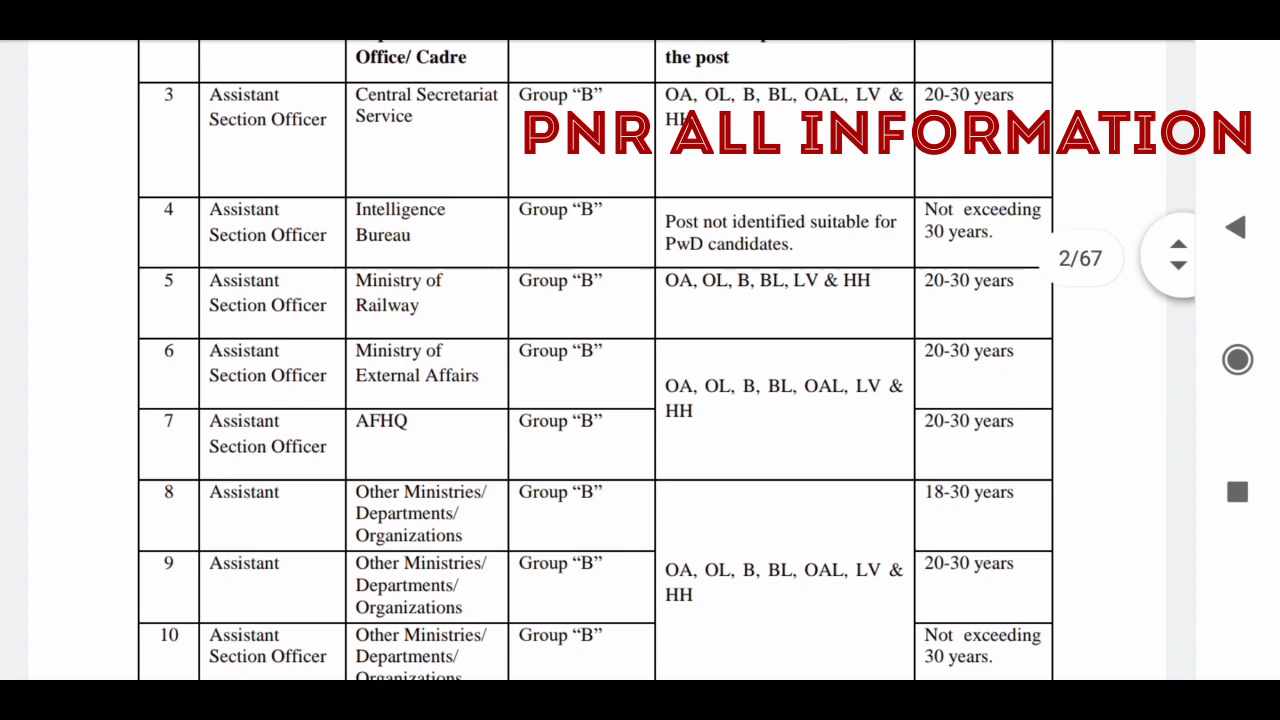 Office/ Cadre
the post
3
Assistant
Section Officer
Central Secretariat
Service
Group “B”
OA, OL, B, BL, OAL, LV &
HH
20-30 years
PNR ALL INFORMATION
4
Assistant
Section Officer
Intelligence
Bureau
Group “B”
Post not identified suitable for
PwD candidates.
Not exceeding
30 years.
2/67
5
Assistant
Section Officer
Ministry of
Railway
Group “B”
OA, OL, B, BL, LV & HH
20-30 years
6
Assistant
Section Officer
Ministry of
External Affairs
Group “B”
OA, OL, B, BL, OAL, LV &
HH
20-30 years
7
Assistant
Section Officer
AFHQ
Group “B”
20-30 years
8
Assistant
Other Ministries/
Departments/
Organizations
Group “B”
18-30 years
9
Assistant
Other Ministries/
Departments/
Organizations
Group “B”
OA, OL, B, BL, OAL, LV &
HH
20-30 years
10
Assistant
Section Officer
Other Ministries/
Departments/
Organizations
Group “B”
Not exceeding
30 years.